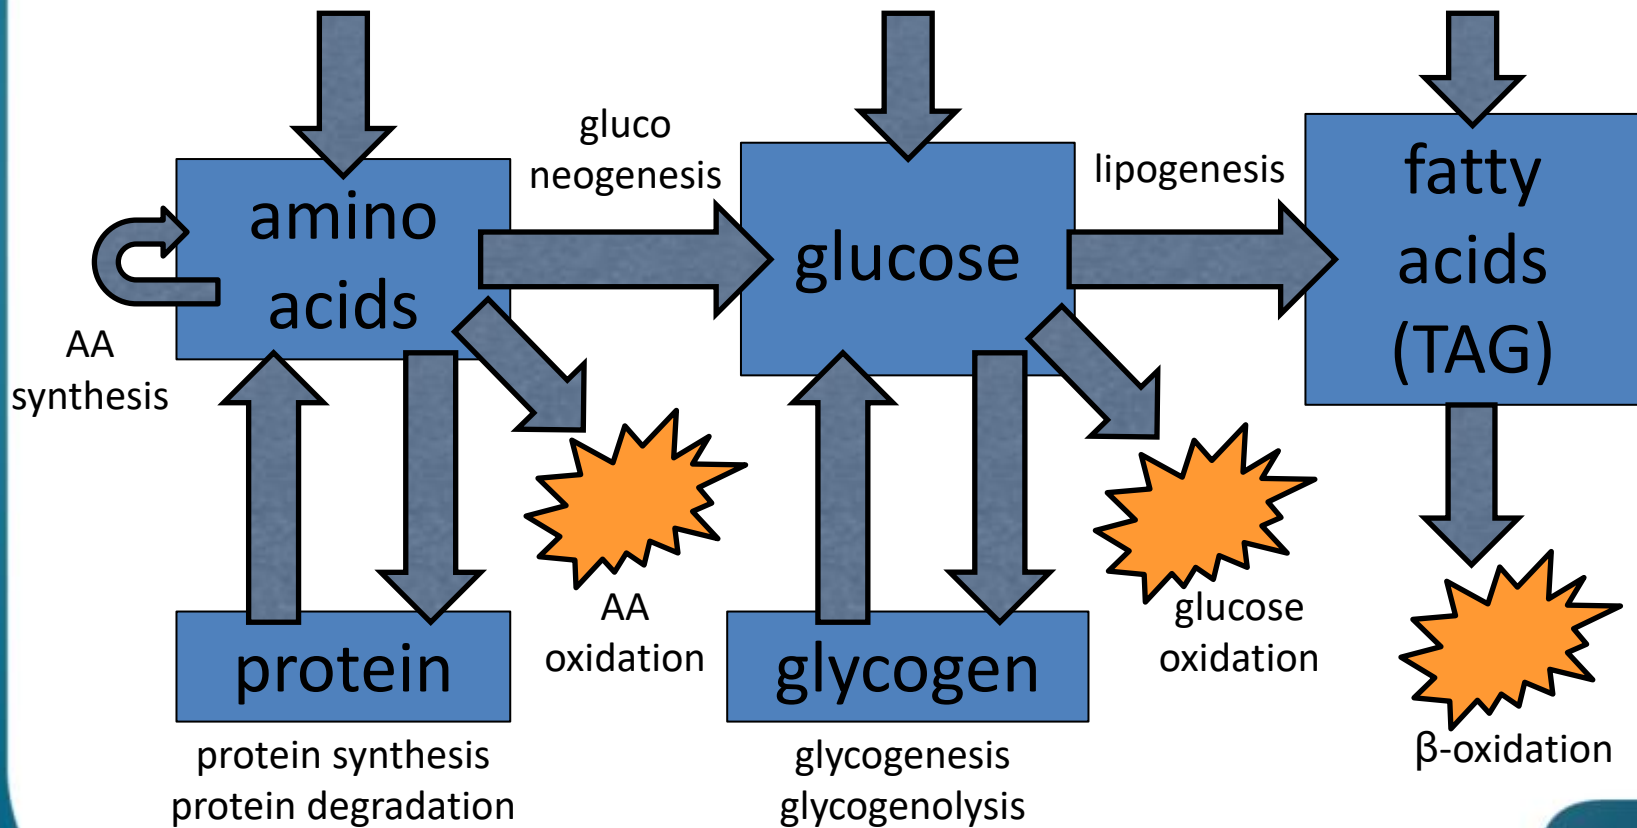 gluco
neogenesis
lipogenesis
amino
acids
glucose
fatty
acids
(TAG)
AA
synthesis
AA
oxidation
glucose
oxidation
β-oxidation
protein
glycogen
protein synthesis
protein degradation
glycogenesis
glycogenolysis